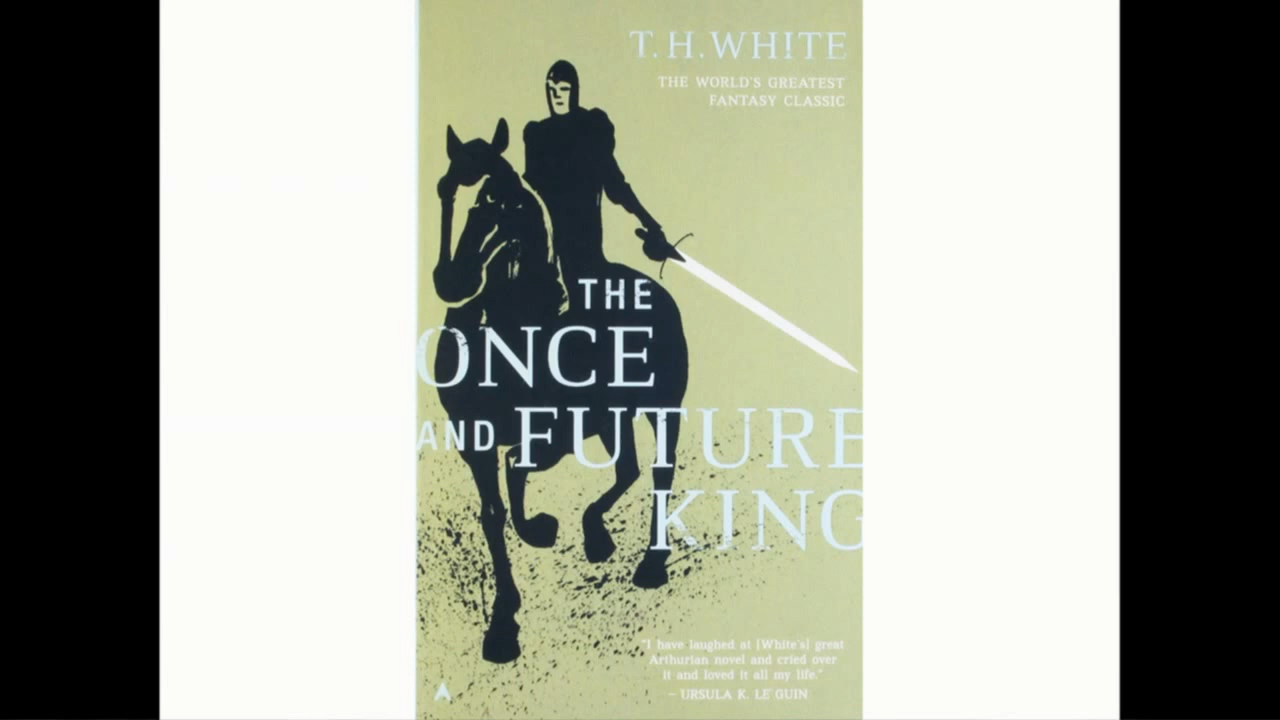 T.H.WHITE
THE WORLD'S GREATEST
FANTASY CLASSIC
THE
ONCE
AND FUTURE
KING
"I have laughed at [White's] great
Arthurian novel and cried over
it and loved it all my life."
– URSULA K. LE GUIN